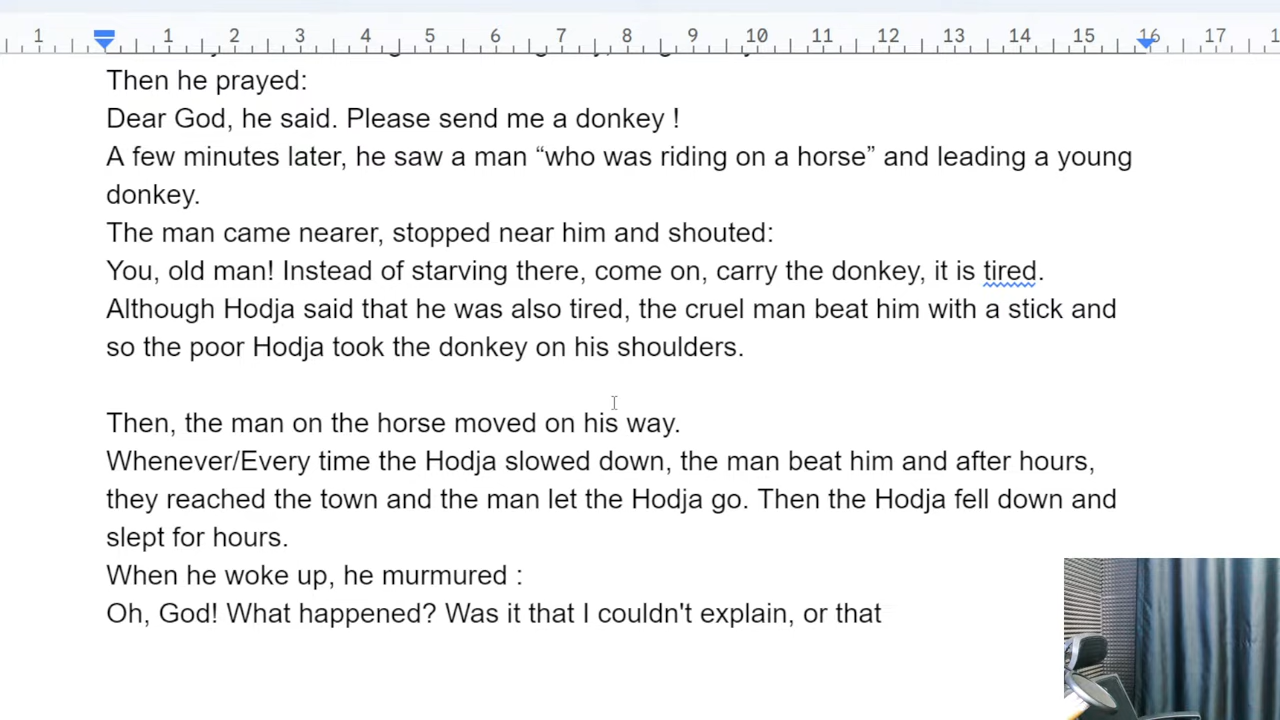 1 1 2 3 4 5 6 7 8 9 10 11 12 13 14 15 16 17
Then he prayed:
Dear God, he said. Please send me a donkey !
A few minutes later, he saw a man “who was riding on a horse” and leading a young
donkey.
The man came nearer, stopped near him and shouted:
You, old man! Instead of starving there, come on, carry the donkey, it is tired.
Although Hodja said that he was also tired, the cruel man beat him with a stick and
so the poor Hodja took the donkey on his shoulders.
Then, the man on the horse moved on his way.
Whenever/Every time the Hodja slowed down, the man beat him and after hours,
they reached the town and the man let the Hodja go. Then the Hodja fell down and
slept for hours.
When he woke up, he murmured :
Oh, God! What happened? Was it that I couldn't explain, or that